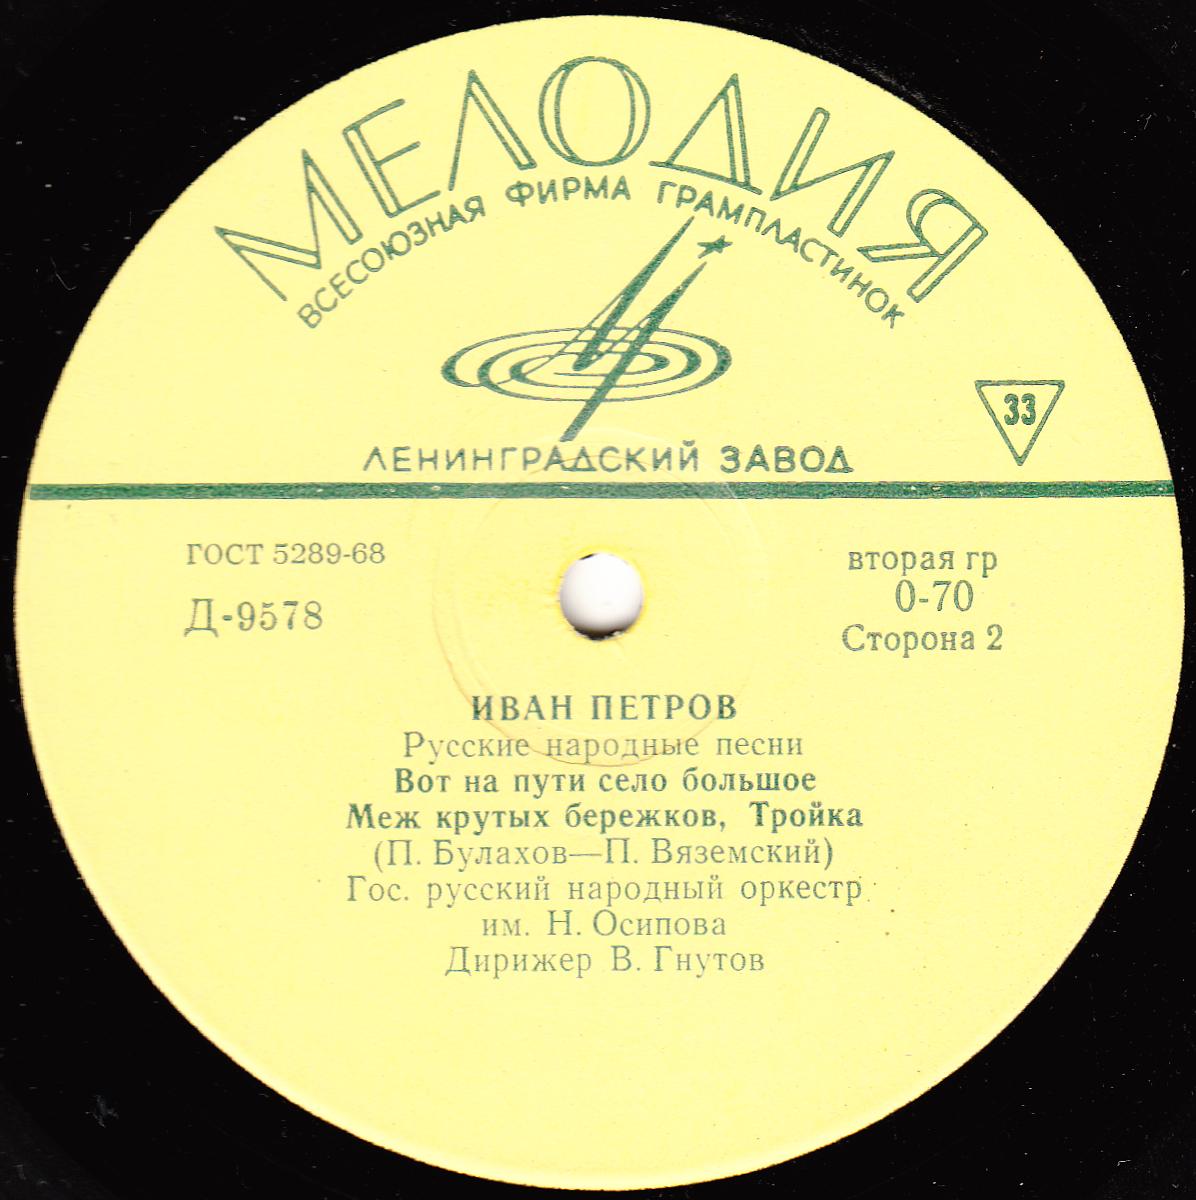 МЕЛОДИЯ
ВСЕСОЮЗНАЯ ФИРМА ГРАМПЛАСТИНОК
33
ЛЕНИНГРАДСКИЙ ЗАВОД
ГОСТ 5289-68
вторая гр
Д-9578
0-70
Сторона 2
ИВАН ПЕТРОВ
Русские народные песни
Вот на пути село большое
Меж крутых бережков, Тройка
(П. Булахов—П. Вяземский)
Гос. русский народный оркестр
им. Н. Осипова
Дирижер В. Гнутов